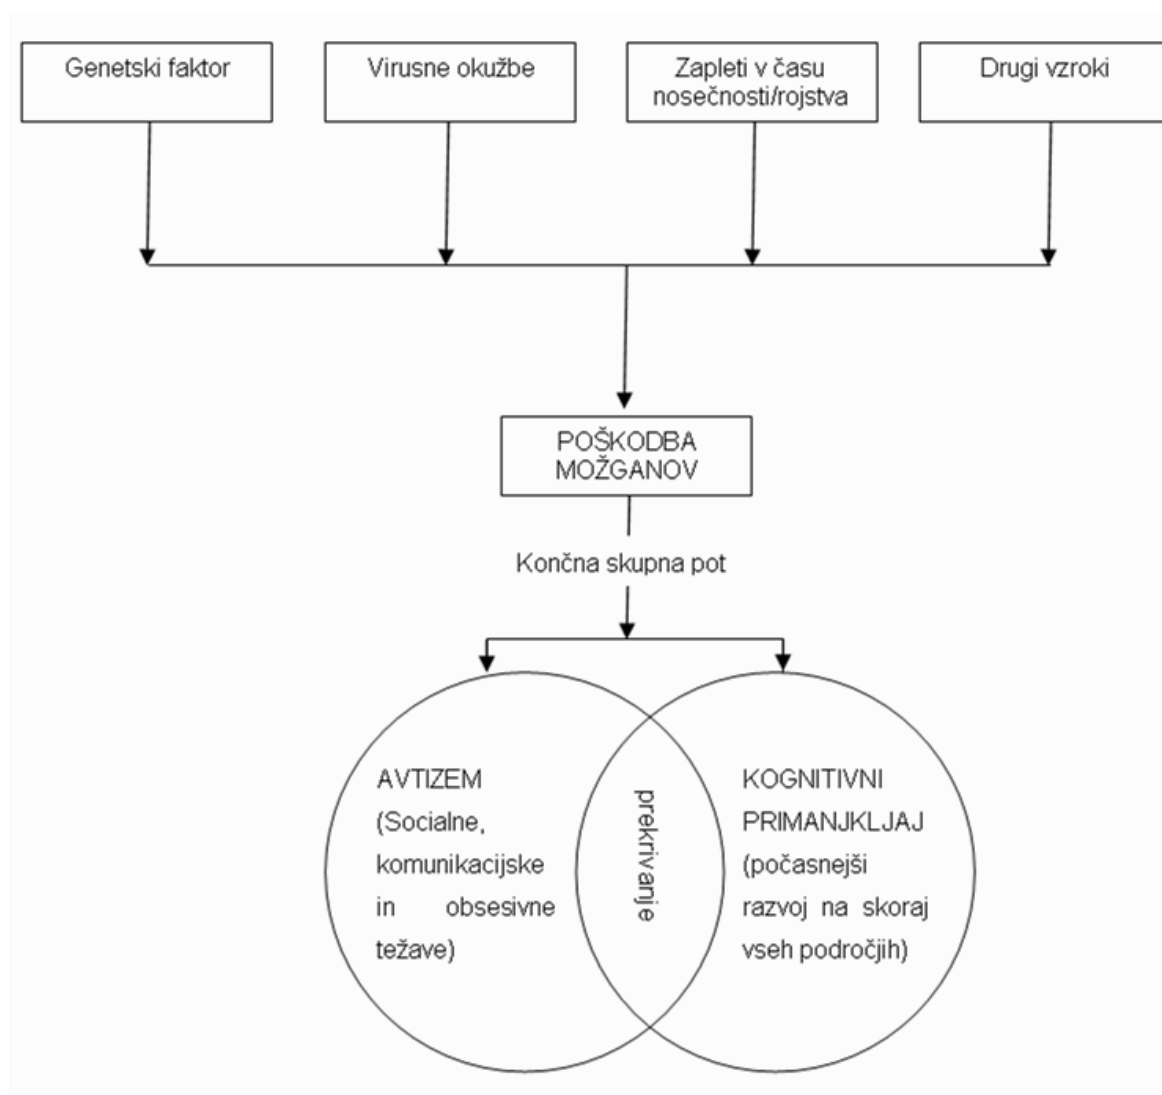 Genetski faktor
Virusne okužbe
Zapleti v času
nosečnosti/rojstva
Drugi vzroki
POŠKODBA
MOŽGANOV
Končna skupna pot
AVTIZEM
(Socialne,
komunikacijske
in obsesivne
težave)
prekrivanje
KOGNITIVNI
PRIMANJKLJAJ
(počasnejši
razvoj na skoraj
vseh področjih)